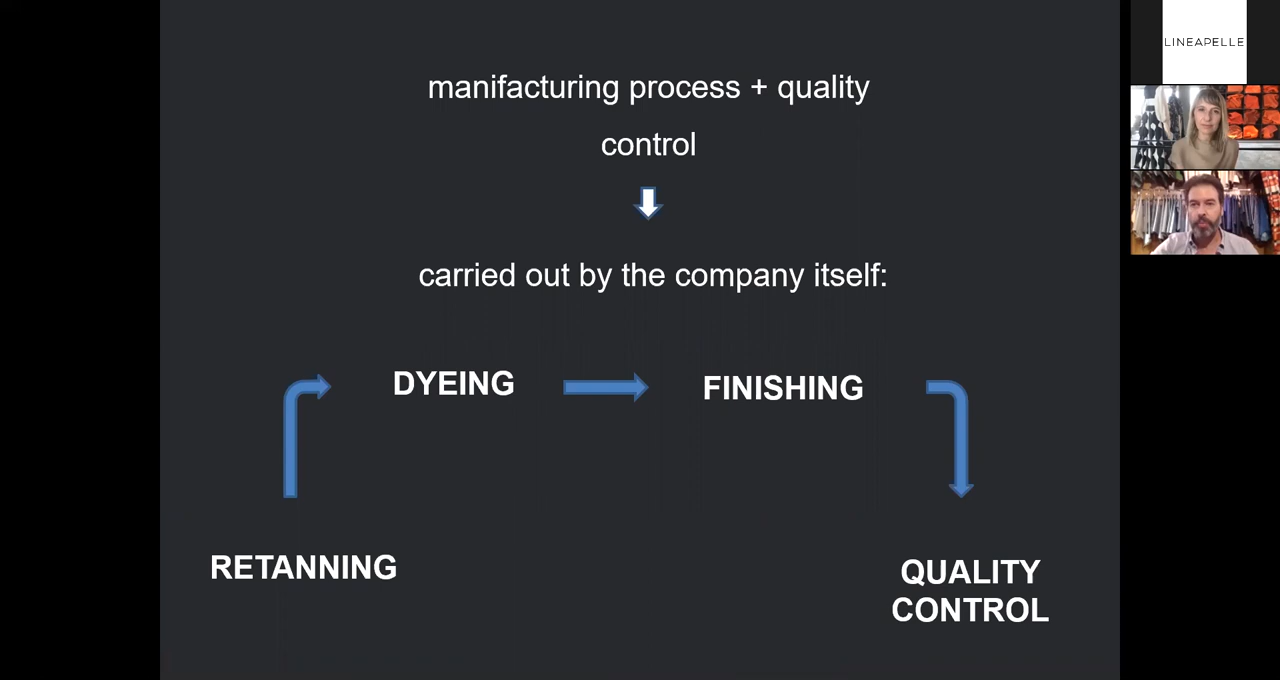 manifacturing process + quality
control
carried out by the company itself:
DYEING
FINISHING
RETANNING
QUALITY
CONTROL
LINEAPELLE